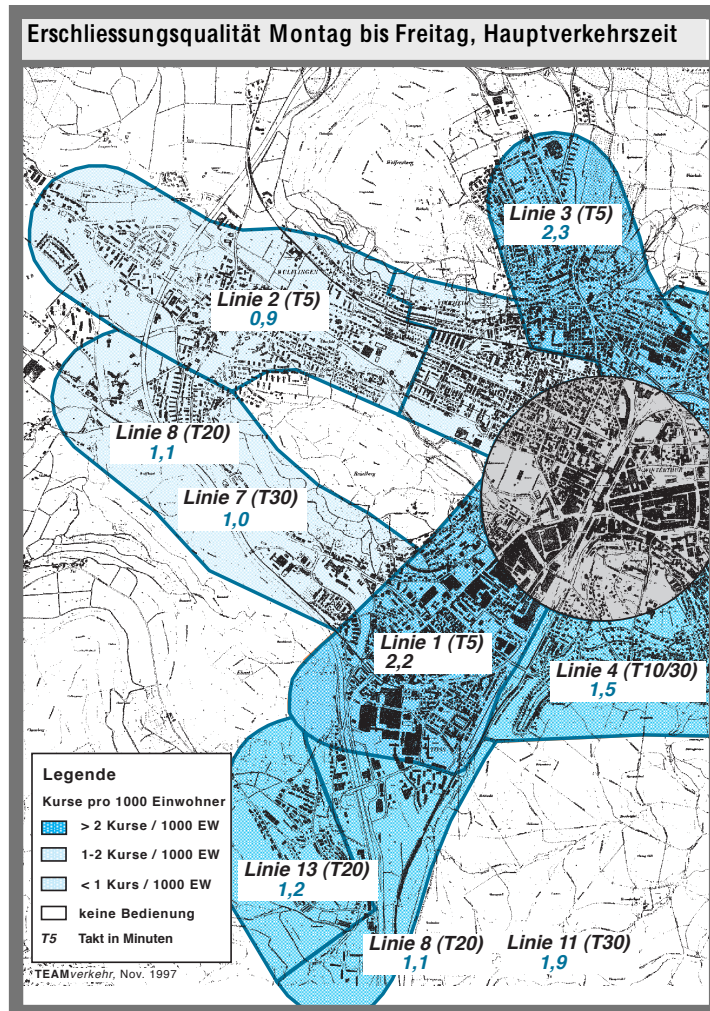 Erschliessungsqualität Montag bis Freitag, Hauptverkehrszeit
Linie 3 (T5)
2,3
WÜLFLINGEN
Linie 2 (T5)
0,9
Linie 8 (T20)
1,1
Linie 7 (T30)
1,0
WINTERTHUR
Linie 1 (T5)
2,2
Linie 4 (T10/30)
1,5
TÖSS
Legende
Kurse pro 1000 Einwohner
> 2 Kurse / 1000 EW
1-2 Kurse / 1000 EW
< 1 Kurs / 1000 EW
keine Bedienung
T5 Takt in Minuten
TEAMverkehr, Nov. 1997
Linie 13 (T20)
1,2
Linie 8 (T20)
1,1
Linie 11 (T30)
1,9